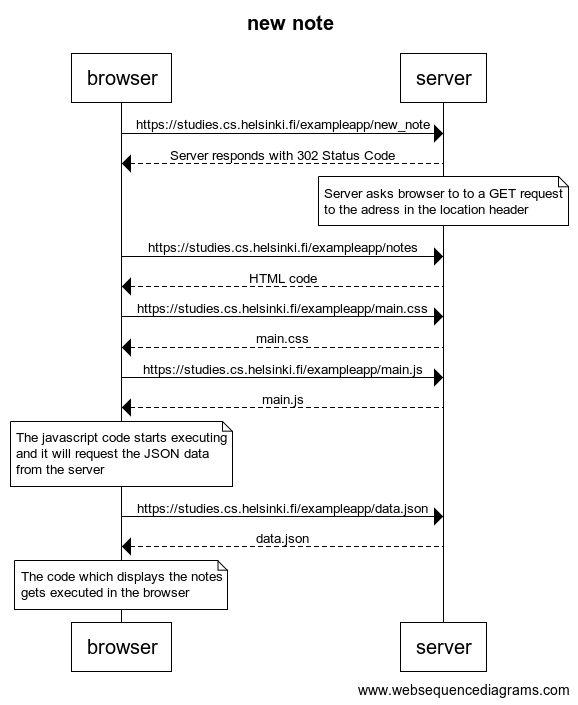 new note
browser
server
https://studies.cs.helsinki.fi/exampleapp/new_note
Server responds with 302 Status Code
Server asks browser to to a GET request
to the adress in the location header
https://studies.cs.helsinki.fi/exampleapp/notes
HTML code
https://studies.cs.helsinki.fi/exampleapp/main.css
main.css
https://studies.cs.helsinki.fi/exampleapp/main.js
main.js
The javascript code starts executing
and it will request the JSON data
from the server
https://studies.cs.helsinki.fi/exampleapp/data.json
data.json
The code which displays the notes
gets executed in the browser
browser
server
www.websequencediagrams.com